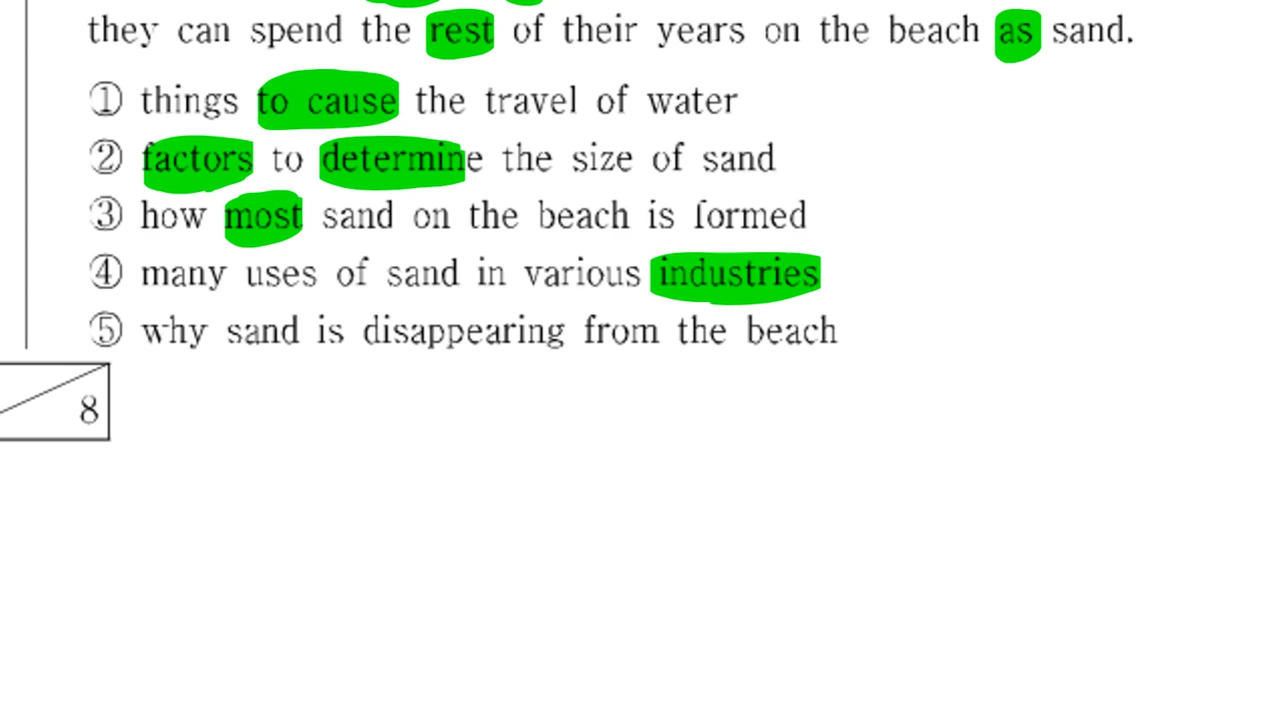 they can spend the rest of their years on the beach as sand.
① things to cause the travel of water
② factors to determine the size of sand
③ how most sand on the beach is formed
④ many uses of sand in various industries
⑤ why sand is disappearing from the beach
8